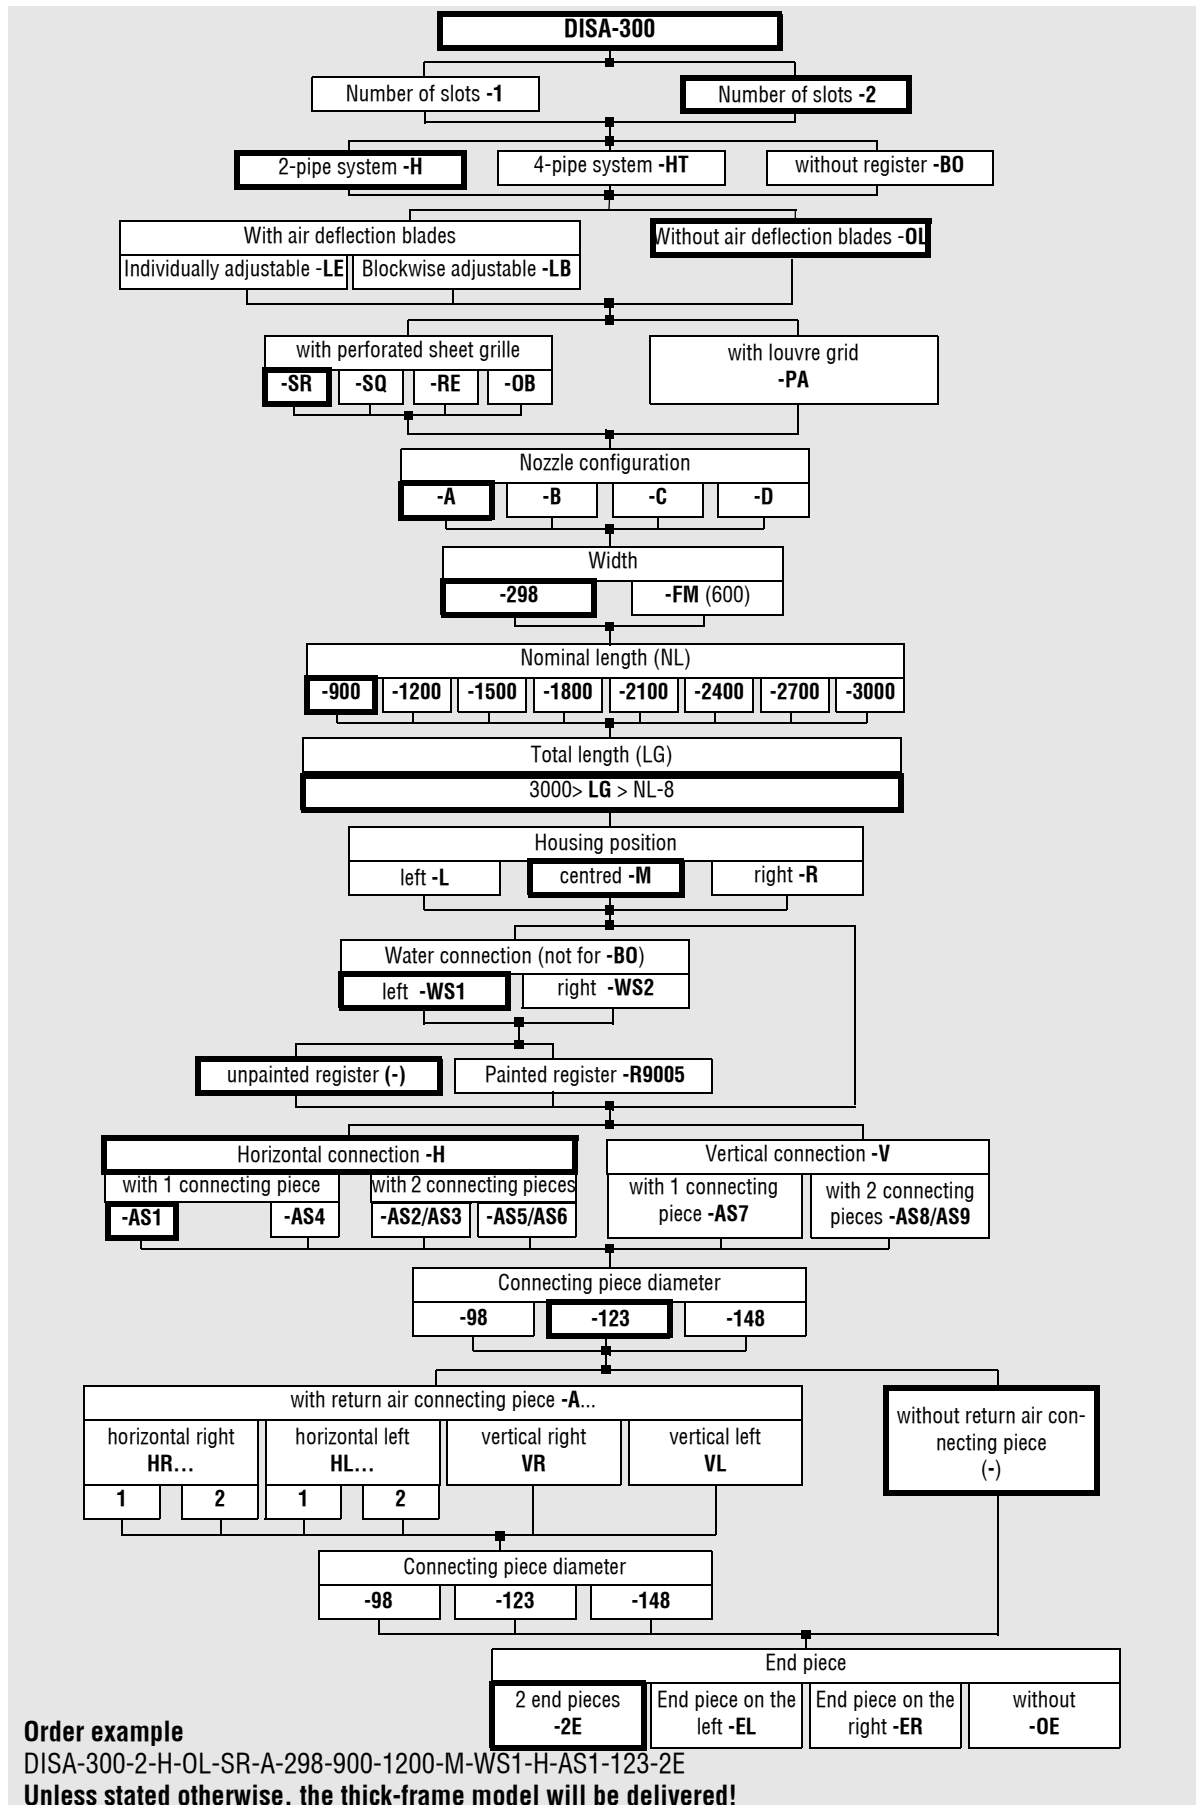 DISA-300
Number of slots -1
Number of slots -2
2-pipe system -H
4-pipe system -HT
without register -BO
With air deflection blades
Without air deflection blades -OL
Individually adjustable -LE
Blockwise adjustable -LB
with perforated sheet grille
with louvre grid
-PA
-SR
-SQ
-RE
-OB
Nozzle configuration
-A
-B
-C
-D
Width
-298
-FM (600)
Nominal length (NL)
-900
-1200
-1500
-1800
-2100
-2400
-2700
-3000
Total length (LG)
3000> LG > NL-8
Housing position
left -L
centred -M
right -R
Water connection (not for -BO)
left -WS1
right -WS2
unpainted register (-)
Painted register -R9005
Horizontal connection -H
Vertical connection -V
with 1 connecting piece
with 2 connecting pieces
-AS1
-AS4
-AS2/AS3
-AS5/AS6
with 1 connecting
piece -AS7
with 2 connecting
pieces -AS8/AS9
Connecting piece diameter
-98
-123
-148
with return air connecting piece -A...
without return air con-
necting piece
(-)
horizontal right
HR...
horizontal left
HL...
vertical right
VR
vertical left
VL
1
2
1
2
Connecting piece diameter
-98
-123
-148
End piece
2 end pieces
-2E
End piece on the
left -EL
End piece on the
right -ER
without
-OE
Order example
DISA-300-2-H-OL-SR-A-298-900-1200-M-WS1-H-AS1-123-2E
Unless stated otherwise, the thick-frame model will be delivered!